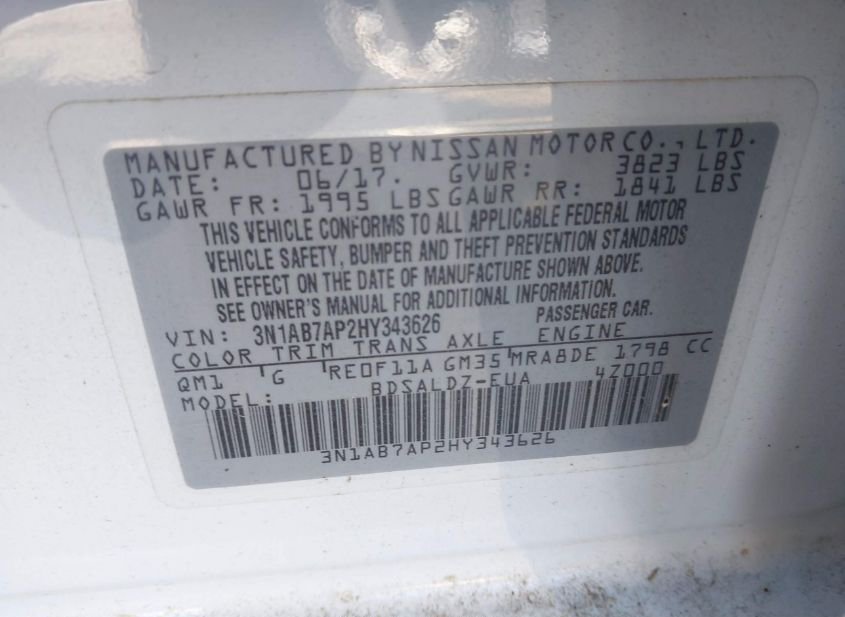 MANUFACTURED BY NISSAN MOTOR CO., LTD.
DATE: 06/17. GVWR: 3823 LBS
GAWR FR: 1995 LBS GAWR RR: 1841 LBS
THIS VEHICLE CONFORMS TO ALL APPLICABLE FEDERAL MOTOR
VEHICLE SAFETY, BUMPER AND THEFT PREVENTION STANDARDS
IN EFFECT ON THE DATE OF MANUFACTURE SHOWN ABOVE.
SEE OWNER'S MANUAL FOR ADDITIONAL INFORMATION.
VIN: 3N1AB7AP2HY343626 PASSENGER CAR.
COLOR TRIM TRANS AXLE ENGINE
QM1 G RE0F11A GM35 MRA8DE 1798 CC
MODEL: BDSALDZ-EUA 4Z000
3N1AB7AP2HY343626